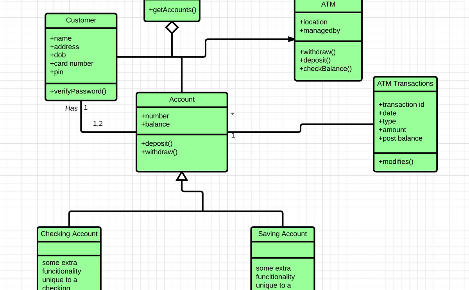 +getAccounts()
ATM
+location
+managedby
+withdraw()
+deposit()
+checkBalance()
Customer
+name
+address
+dob
+card number
+pin
+verifyPassword()
Has
1
1,2
Account
+number
+balance
+deposit()
+withdraw()
*
1
ATM Transactions
+transaction id
+date
+type
+amount
+post balance
+modifies()
Checking Account
some extra
funcitionality
unique to a
checking
Saving Account
some extra
funcitionality
unique to a